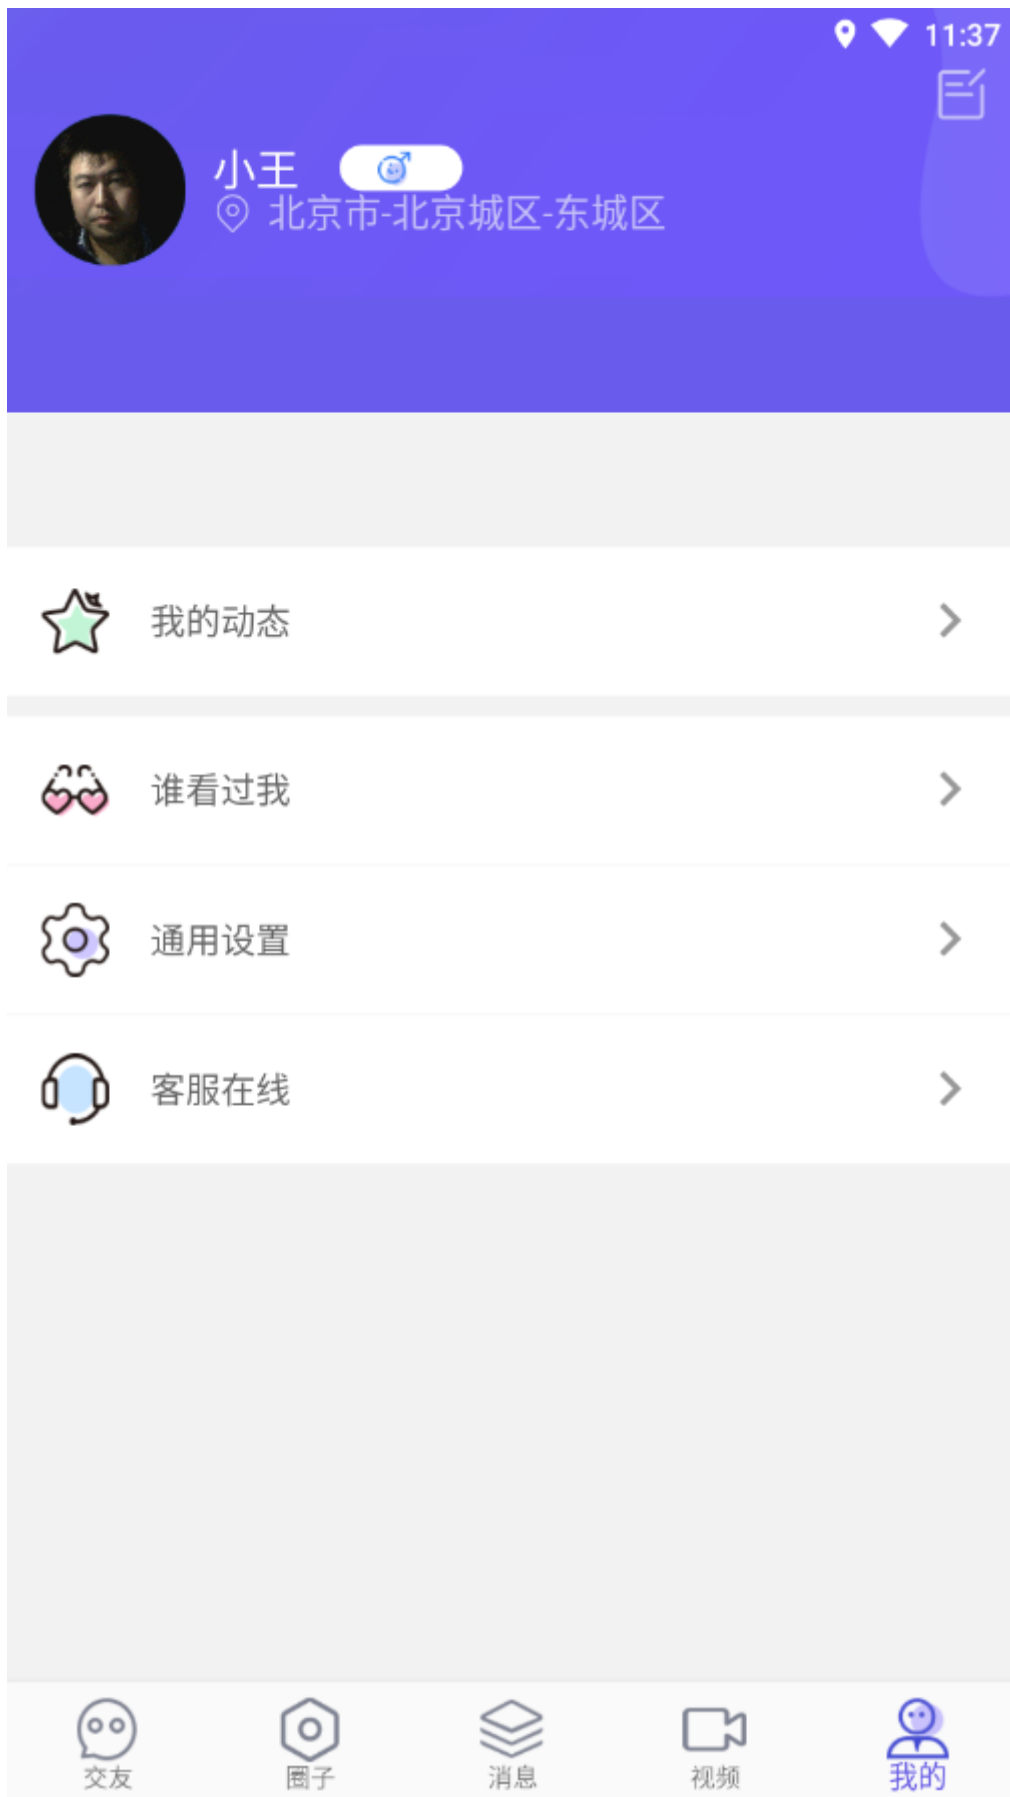 11:37
小王
北京市-北京城区-东城区
我的动态
谁看过我
通用设置
客服在线
交友 圈子 消息 视频 我的